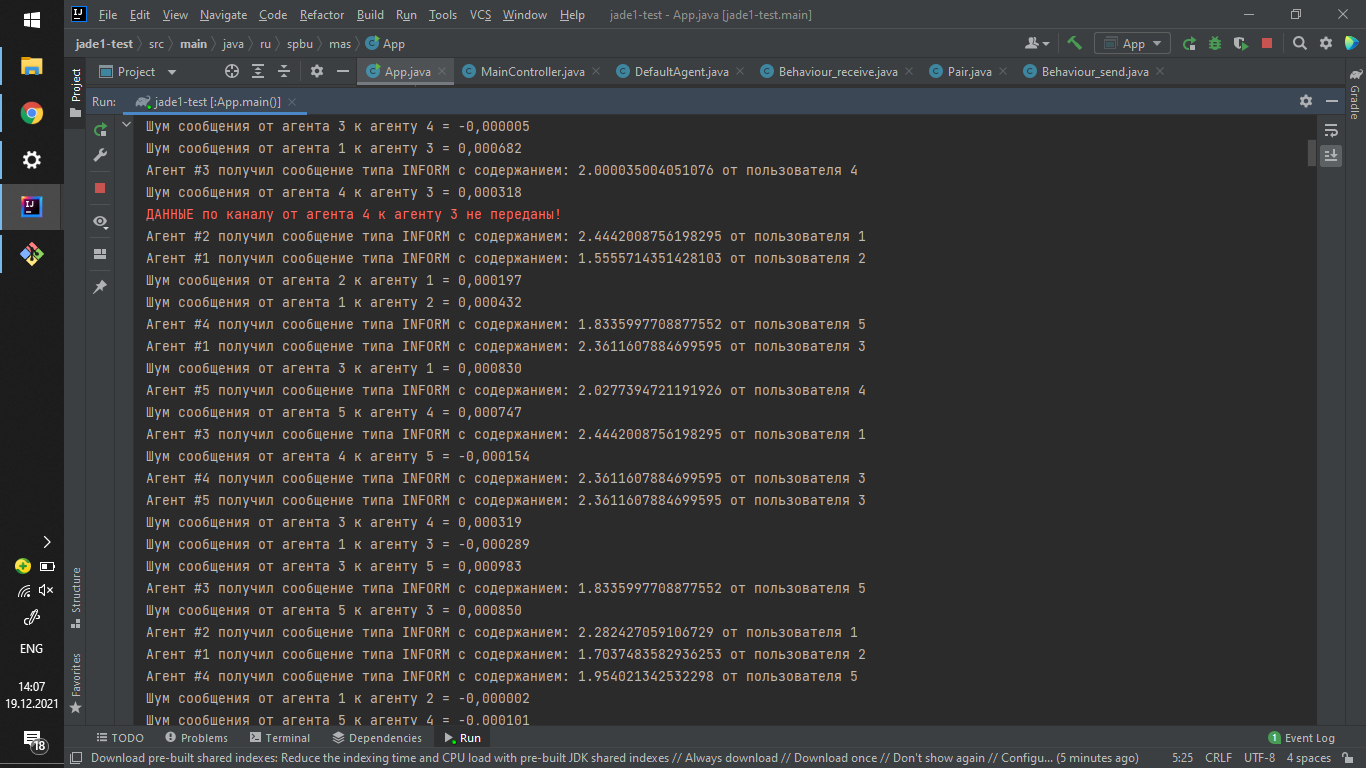 File Edit View Navigate Code Refactor Build Run Tools VCS Window Help jade1-test - App.java [jade1-test.main]
jade1-test src main java ru spbu mas App
App
Project App.java MainController.java DefaultAgent.java Behaviour_receive.java Pair.java Behaviour_send.java
Project
Gradle
Run: jade1-test [:App.main()]
Шум сообщения от агента 3 к агенту 4 = -0,000005
Шум сообщения от агента 1 к агенту 3 = 0,000682
Агент #3 получил сообщение типа INFORM с содержанием: 2.000035004051076 от пользователя 4
Шум сообщения от агента 4 к агенту 3 = 0,000318
ДАННЫЕ по каналу от агента 4 к агенту 3 не переданы!
Агент #2 получил сообщение типа INFORM с содержанием: 2.4442008756198295 от пользователя 1
Агент #1 получил сообщение типа INFORM с содержанием: 1.5555714351428103 от пользователя 2
Шум сообщения от агента 2 к агенту 1 = 0,000197
Шум сообщения от агента 1 к агенту 2 = 0,000432
Агент #4 получил сообщение типа INFORM с содержанием: 1.8335997708877552 от пользователя 5
Агент #1 получил сообщение типа INFORM с содержанием: 2.3611607884699595 от пользователя 3
Шум сообщения от агента 3 к агенту 1 = 0,000830
Агент #5 получил сообщение типа INFORM с содержанием: 2.0277394721191926 от пользователя 4
Шум сообщения от агента 5 к агенту 4 = 0,000747
Агент #3 получил сообщение типа INFORM с содержанием: 2.4442008756198295 от пользователя 1
Шум сообщения от агента 4 к агенту 5 = -0,000154
Агент #4 получил сообщение типа INFORM с содержанием: 2.3611607884699595 от пользователя 3
Агент #5 получил сообщение типа INFORM с содержанием: 2.3611607884699595 от пользователя 3
Шум сообщения от агента 3 к агенту 4 = 0,000319
Шум сообщения от агента 1 к агенту 3 = -0,000289
Шум сообщения от агента 3 к агенту 5 = 0,000983
Агент #3 получил сообщение типа INFORM с содержанием: 1.8335997708877552 от пользователя 5
Шум сообщения от агента 5 к агенту 3 = 0,000850
Агент #2 получил сообщение типа INFORM с содержанием: 2.282427059106729 от пользователя 1
Агент #1 получил сообщение типа INFORM с содержанием: 1.7037483582936253 от пользователя 2
Агент #4 получил сообщение типа INFORM с содержанием: 1.954021342532298 от пользователя 5
Шум сообщения от агента 1 к агенту 2 = -0,000002
Шум сообщения от агента 5 к агенту 4 = -0,000101
Structure
Favorites
ENG
14:07
19.12.2021
18
TODO Problems Terminal Dependencies Run 1 Event Log
Download pre-built shared indexes: Reduce the indexing time and CPU load with pre-built JDK shared indexes // Always download // Download once // Don't show again // Configu... (5 minutes ago) 5:25 CRLF UTF-8 4 spaces